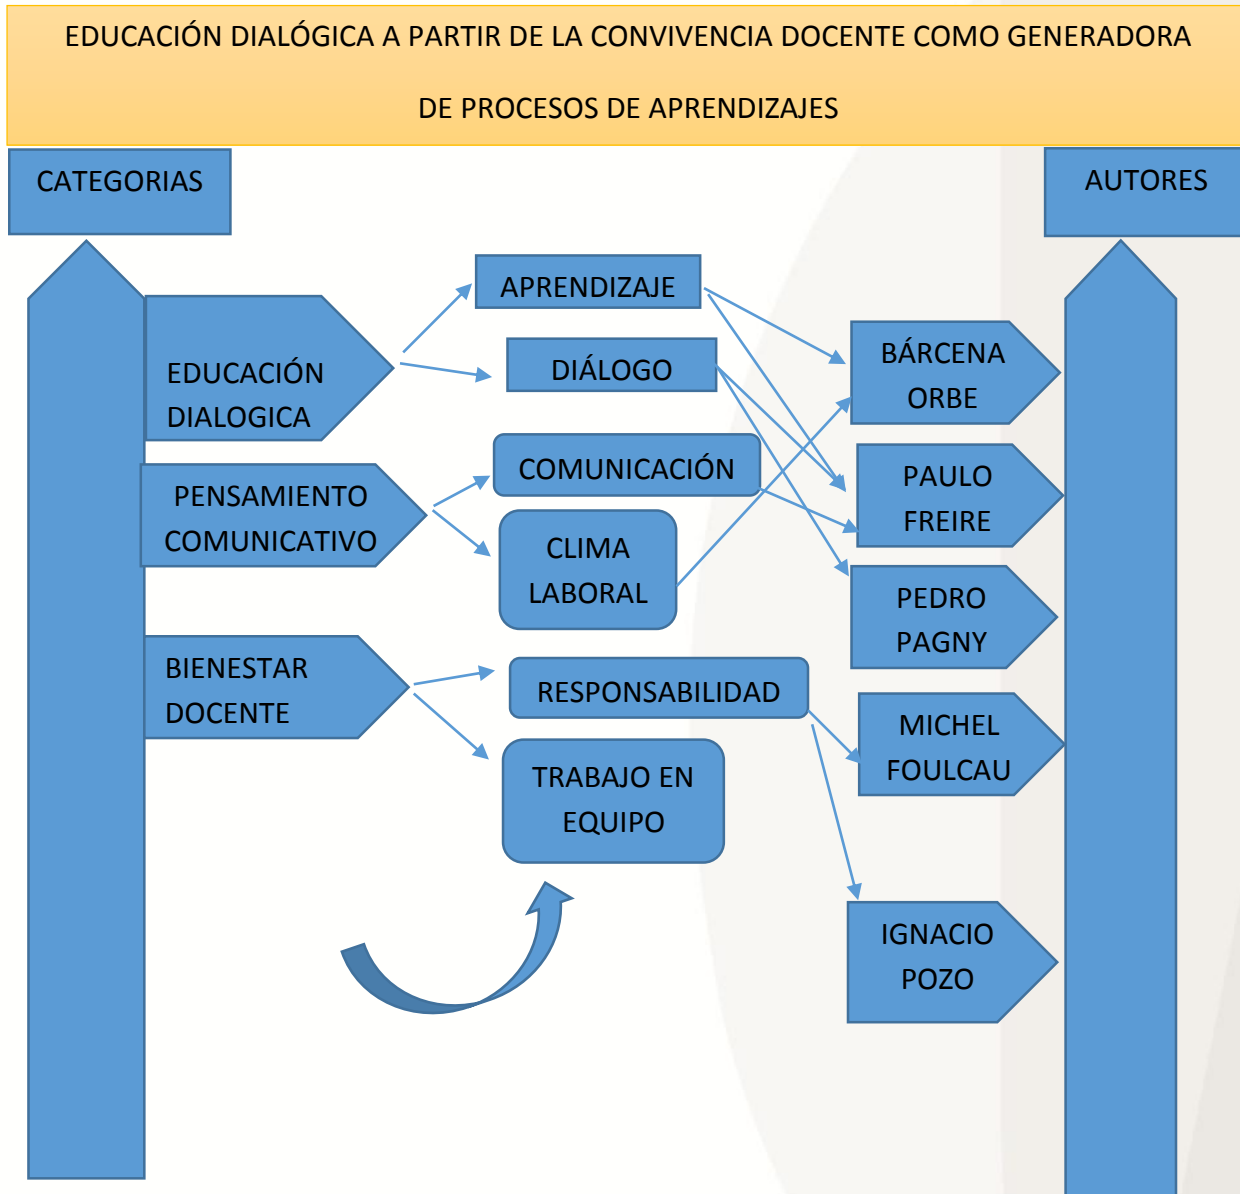 EDUCACIÓN DIALÓGICA A PARTIR DE LA CONVIVENCIA DOCENTE COMO GENERADORA
DE PROCESOS DE APRENDIZAJES
CATEGORIAS
AUTORES
EDUCACIÓN
DIALOGICA
PENSAMIENTO
COMUNICATIVO
BIENESTAR
DOCENTE
APRENDIZAJE
DIÁLOGO
COMUNICACIÓN
CLIMA
LABORAL
RESPONSABILIDAD
TRABAJO EN
EQUIPO
BÁRCENA
ORBE
PAULO
FREIRE
PEDRO
PAGNY
MICHEL
FOULCAU
IGNACIO
POZO